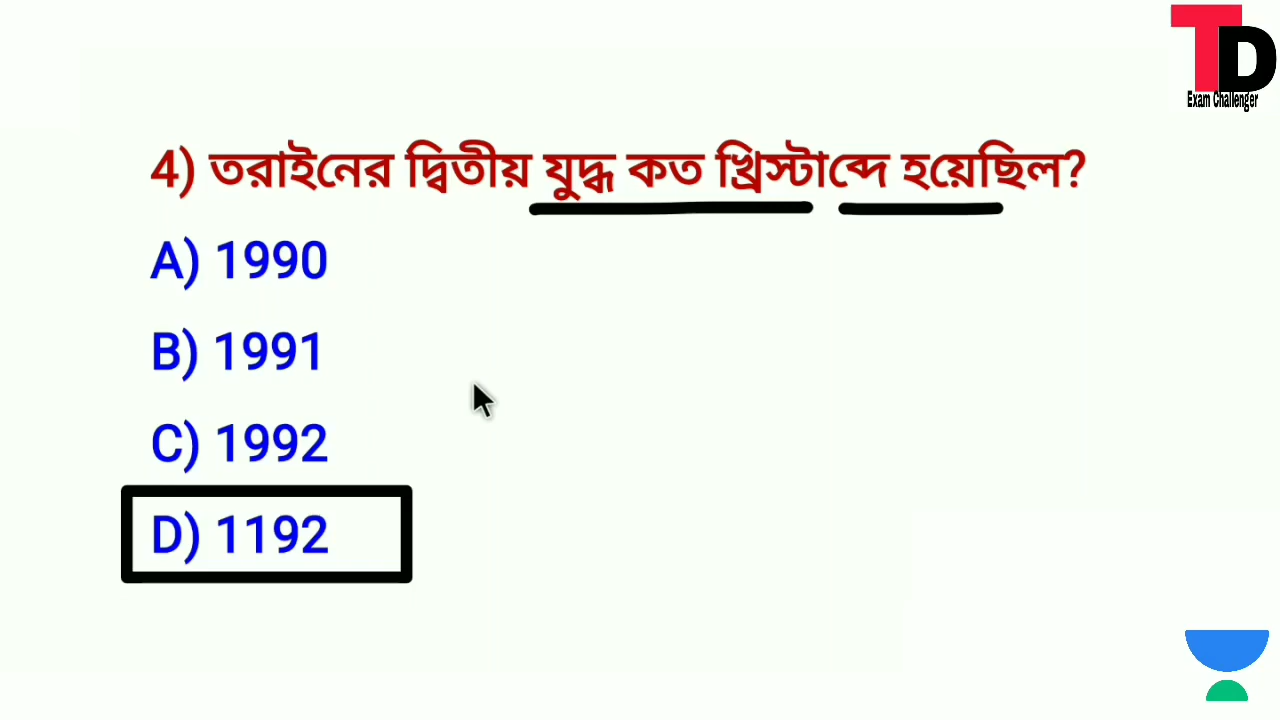 TD
Exam Challenger
4) তরাইনের দ্বিতীয় যুদ্ধ কত খ্রিস্টাব্দে হয়েছিল?
A) 1990
B) 1991
C) 1992
D) 1192